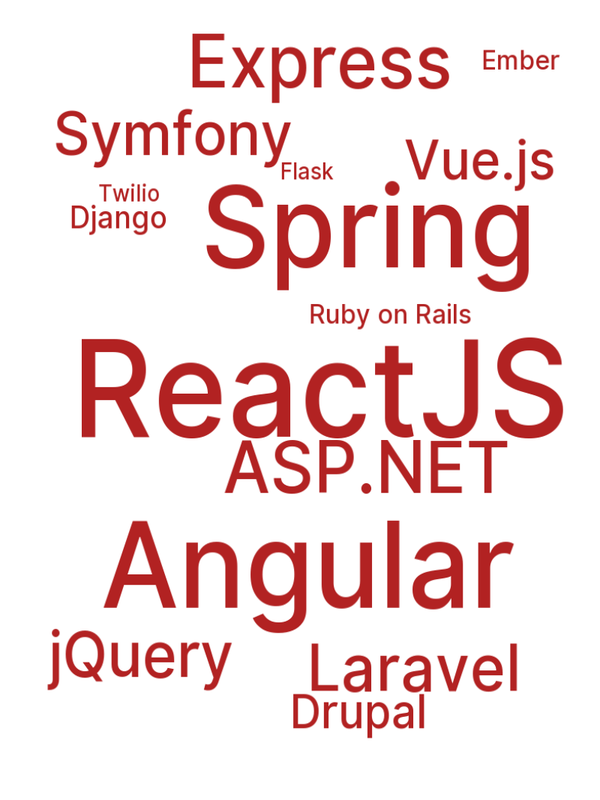 Express
Ember
Symfony
Vue.js
Flask
Twilio
Django
Spring
Ruby on Rails
ReactJS
ASP.NET
Angular
jQuery
Laravel
Drupal